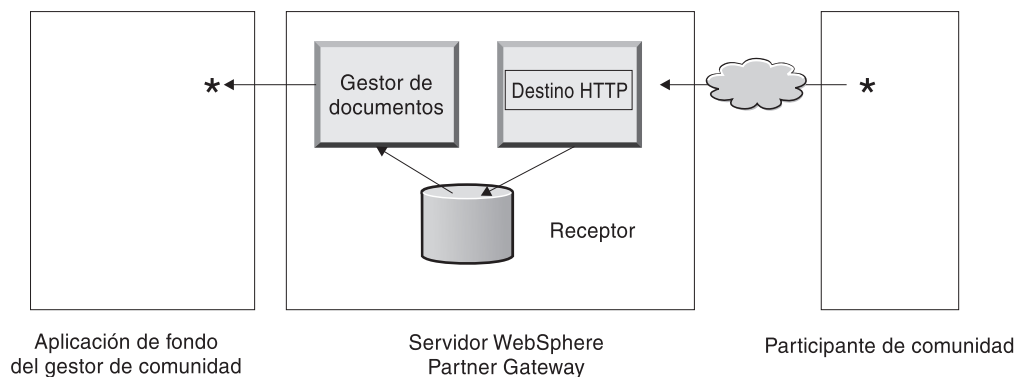 *
Gestor de
documentos
Destino HTTP
*
Receptor
Aplicación de fondo
del gestor de comunidad
Servidor WebSphere
Partner Gateway
Participante de comunidad